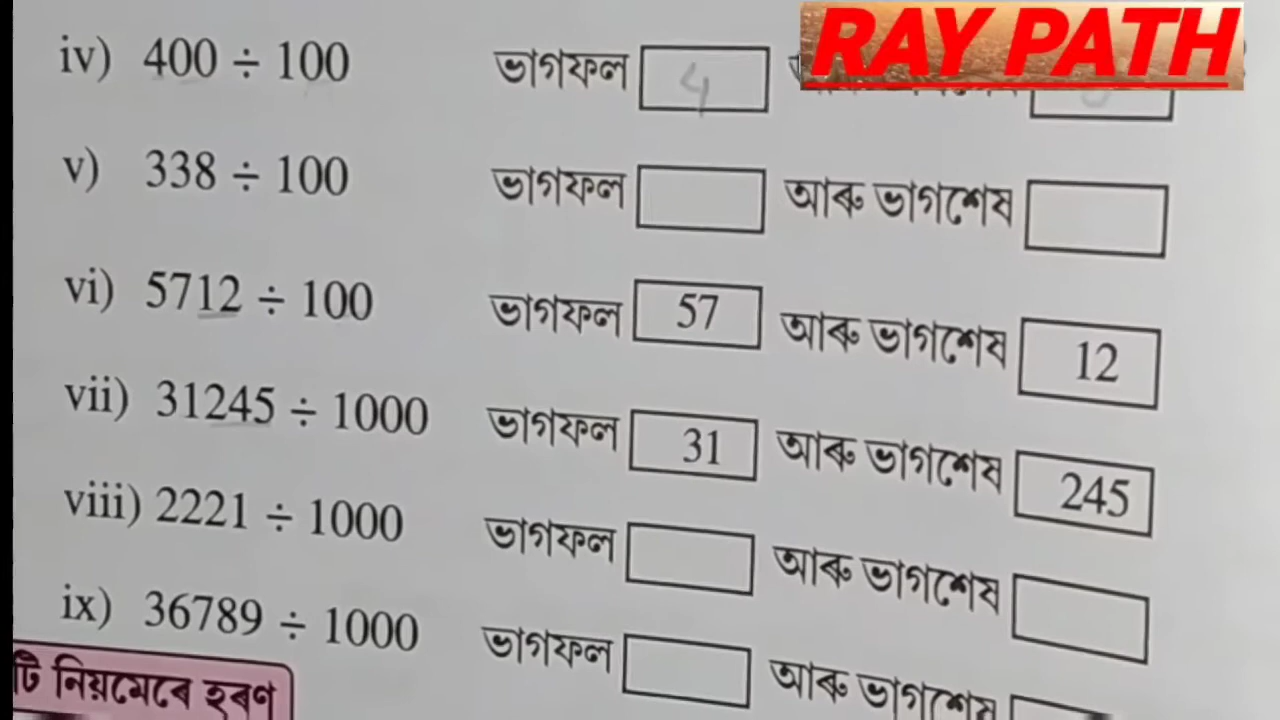 RAY PATH
iv) 400 ÷ 100 ভাগফল 4
v) 338 ÷ 100 ভাগফল আৰু ভাগশেষ
vi) 5712 ÷ 100 ভাগফল 57 আৰু ভাগশেষ 12
vii) 31245 ÷ 1000 ভাগফল 31 আৰু ভাগশেষ 245
viii) 2221 ÷ 1000 ভাগফল আৰু ভাগশেষ
ix) 36789 ÷ 1000 ভাগফল আৰু ভাগশেষ
টি নিয়মেৰে হৰণ